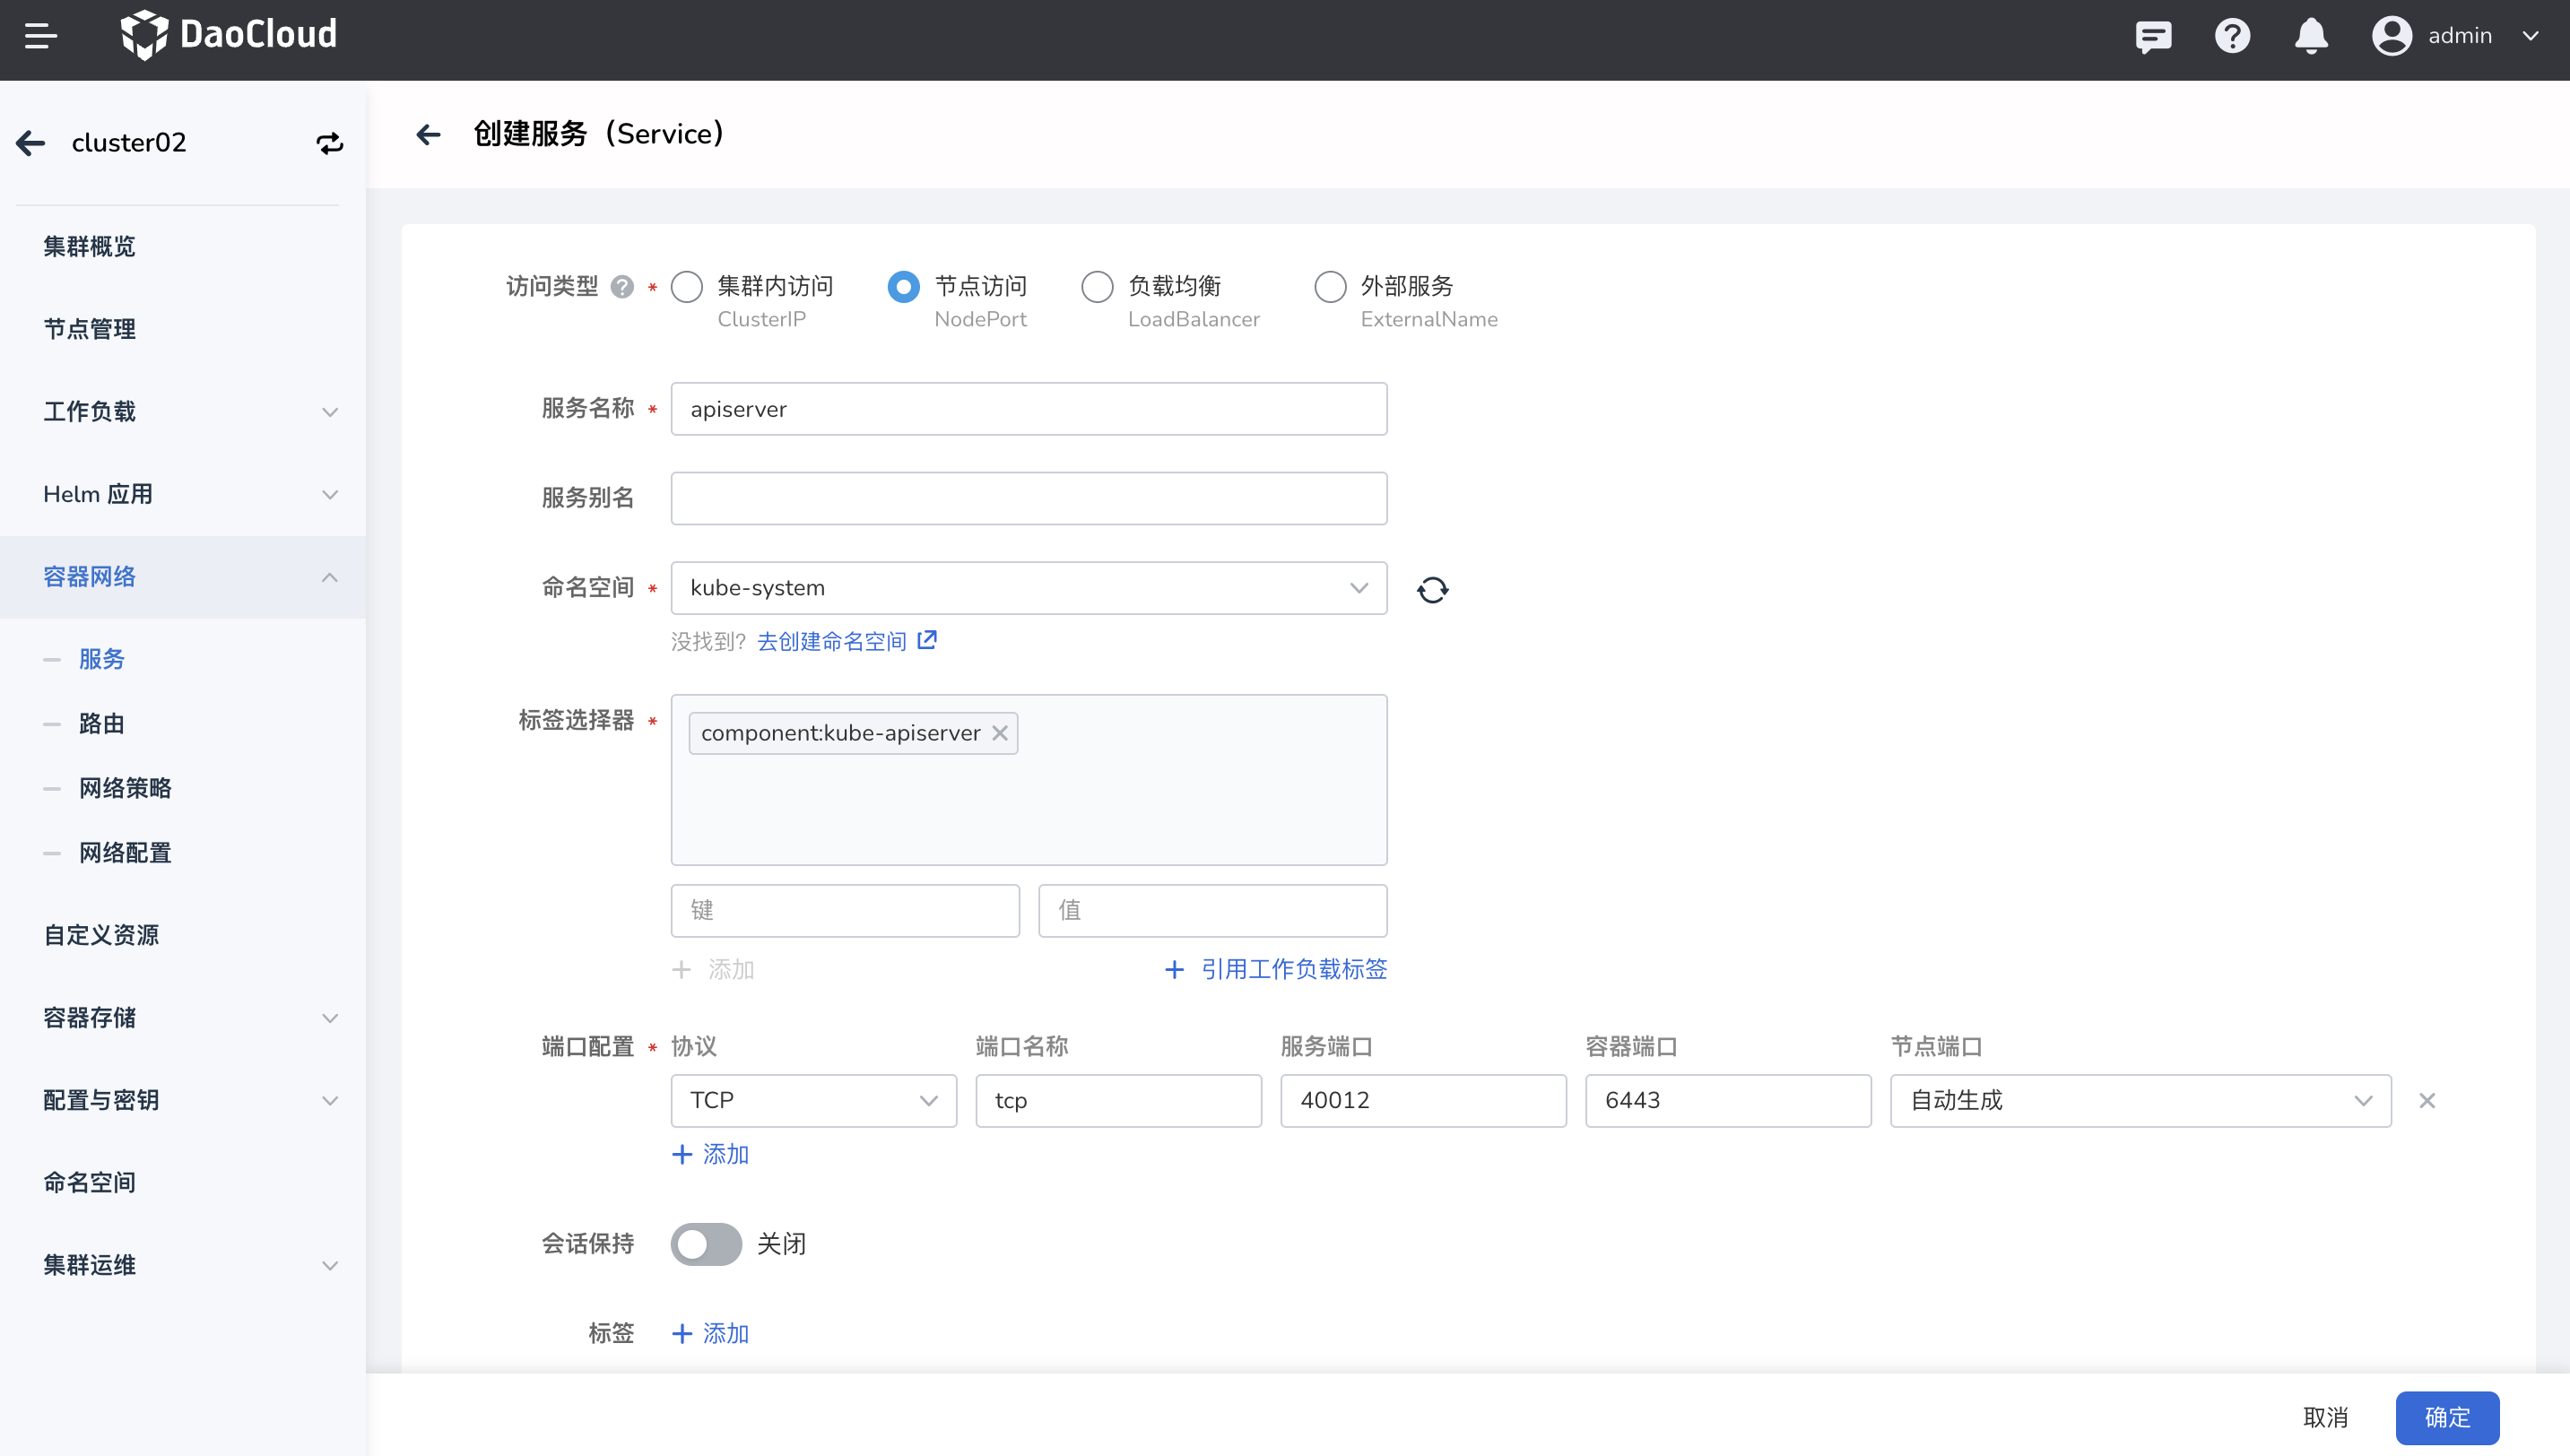 DaoCloud
admin
cluster02
集群概览
节点管理
工作负载
Helm 应用
容器网络
服务
路由
网络策略
网络配置
自定义资源
容器存储
配置与密钥
命名空间
集群运维
创建服务（Service）
访问类型 ? * 集群内访问 节点访问 负载均衡 外部服务
ClusterIP NodePort LoadBalancer ExternalName
服务名称 * apiserver
服务别名
命名空间 * kube-system
没找到? 去创建命名空间
标签选择器 * component:kube-apiserver
键 值
+ 添加 + 引用工作负载标签
端口配置 * 协议 端口名称 服务端口 容器端口 节点端口
TCP tcp 40012 6443 自动生成
+ 添加
会话保持 关闭
标签 + 添加
取消 确定